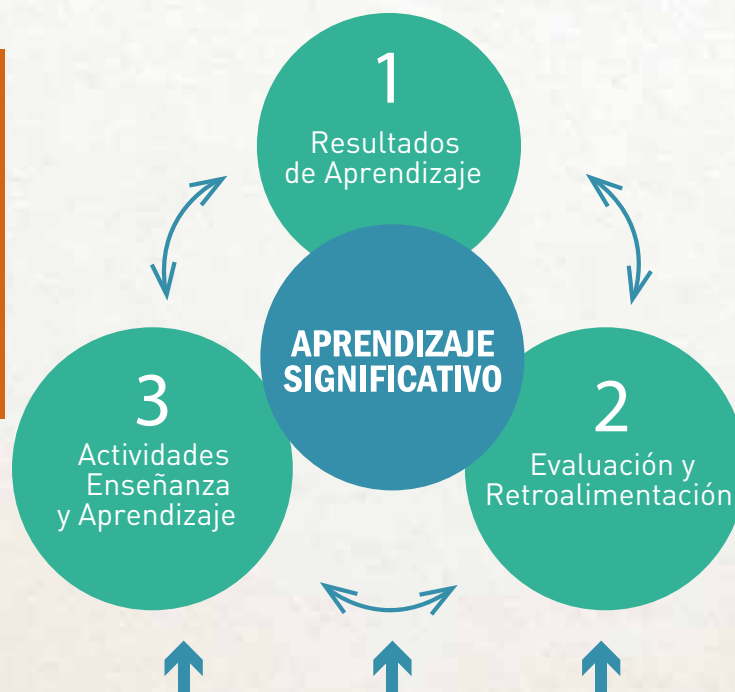 1
Resultados
de Aprendizaje
APRENDIZAJE
SIGNIFICATIVO
3
Actividades
Enseñanza
y Aprendizaje
2
Evaluación y
Retroalimentación